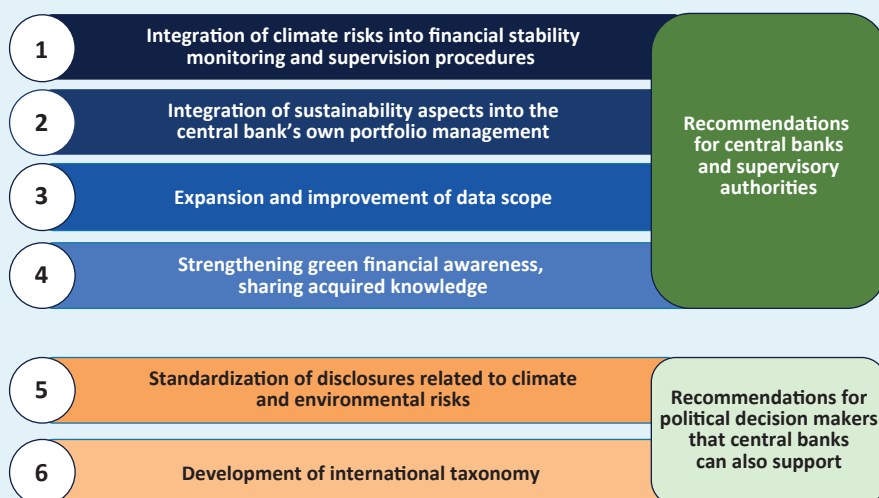 1
Integration of climate risks into financial stability
monitoring and supervision procedures
2
Integration of sustainability aspects into the
central bank's own portfolio management
3
Expansion and improvement of data scope
4
Strengthening green financial awareness,
sharing acquired knowledge
Recommendations
for central banks
and supervisory
authorities
5
Standardization of disclosures related to climate
and environmental risks
6
Development of international taxonomy
Recommendations for
political decision makers
that central banks
can also support